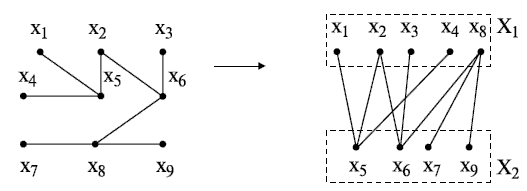 x₁ x₂ x₃
x₄ x₅ x₆
x₇ x₈ x₉
x₁ x₂ x₃ x₄ x₈ X₁
x₅ x₆ x₇ x₉ X₂